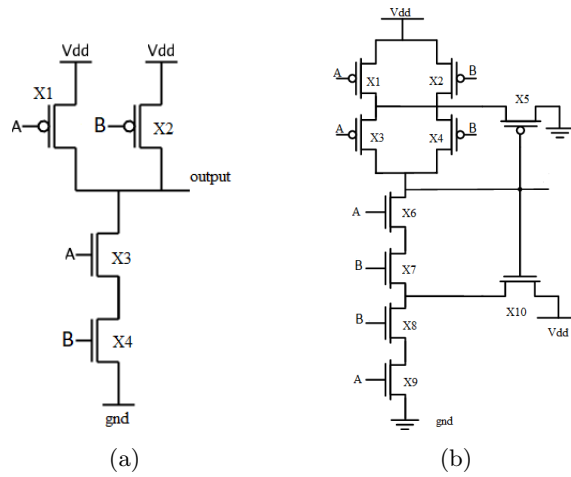 Vdd
Vdd
X1
A
B
X2
output
A
X3
B
X4
gnd
(a)
Vdd
A
X1
X2
B
X5
A
X3
X4
B
A
X6
B
X7
B
X8
X10
Vdd
A
X9
gnd
(b)